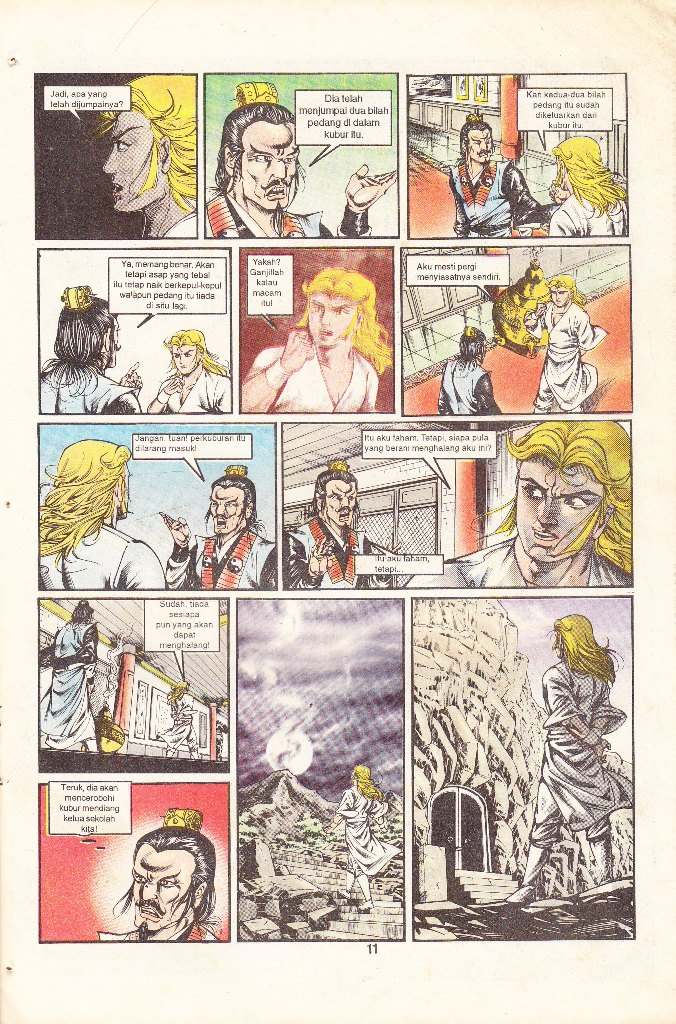 Jadi, apa yang
telah dijumpainya?
Dia telah
menjumpai dua bilah
pedang di dalam
kubur itu.
Kan kedua-dua bilah
pedang itu sudah
dikeluarkan dari
kubur itu.
Ya, memang benar. Akan
tetapi asap yang tebal
itu tetap naik berkepul-kepul
walapun pedang itu tiada
di situ lagi.
Yakah?
Ganjillah
kalau
macam
itu!
Aku mesti pergi
menyiasatnya sendiri.
Jangan, tuan! perkuburan itu
dilarang masuk!
Itu aku faham. Tetapi, siapa pula
yang berani menghalang aku ini?
Itu aku faham,
tetapi...
Sudah, tiada
sesiapa
pun yang akan
dapat
menghalang!
Teruk, dia akan
mencerobohi
kubur mendiang
ketua sekolah
kita!
11